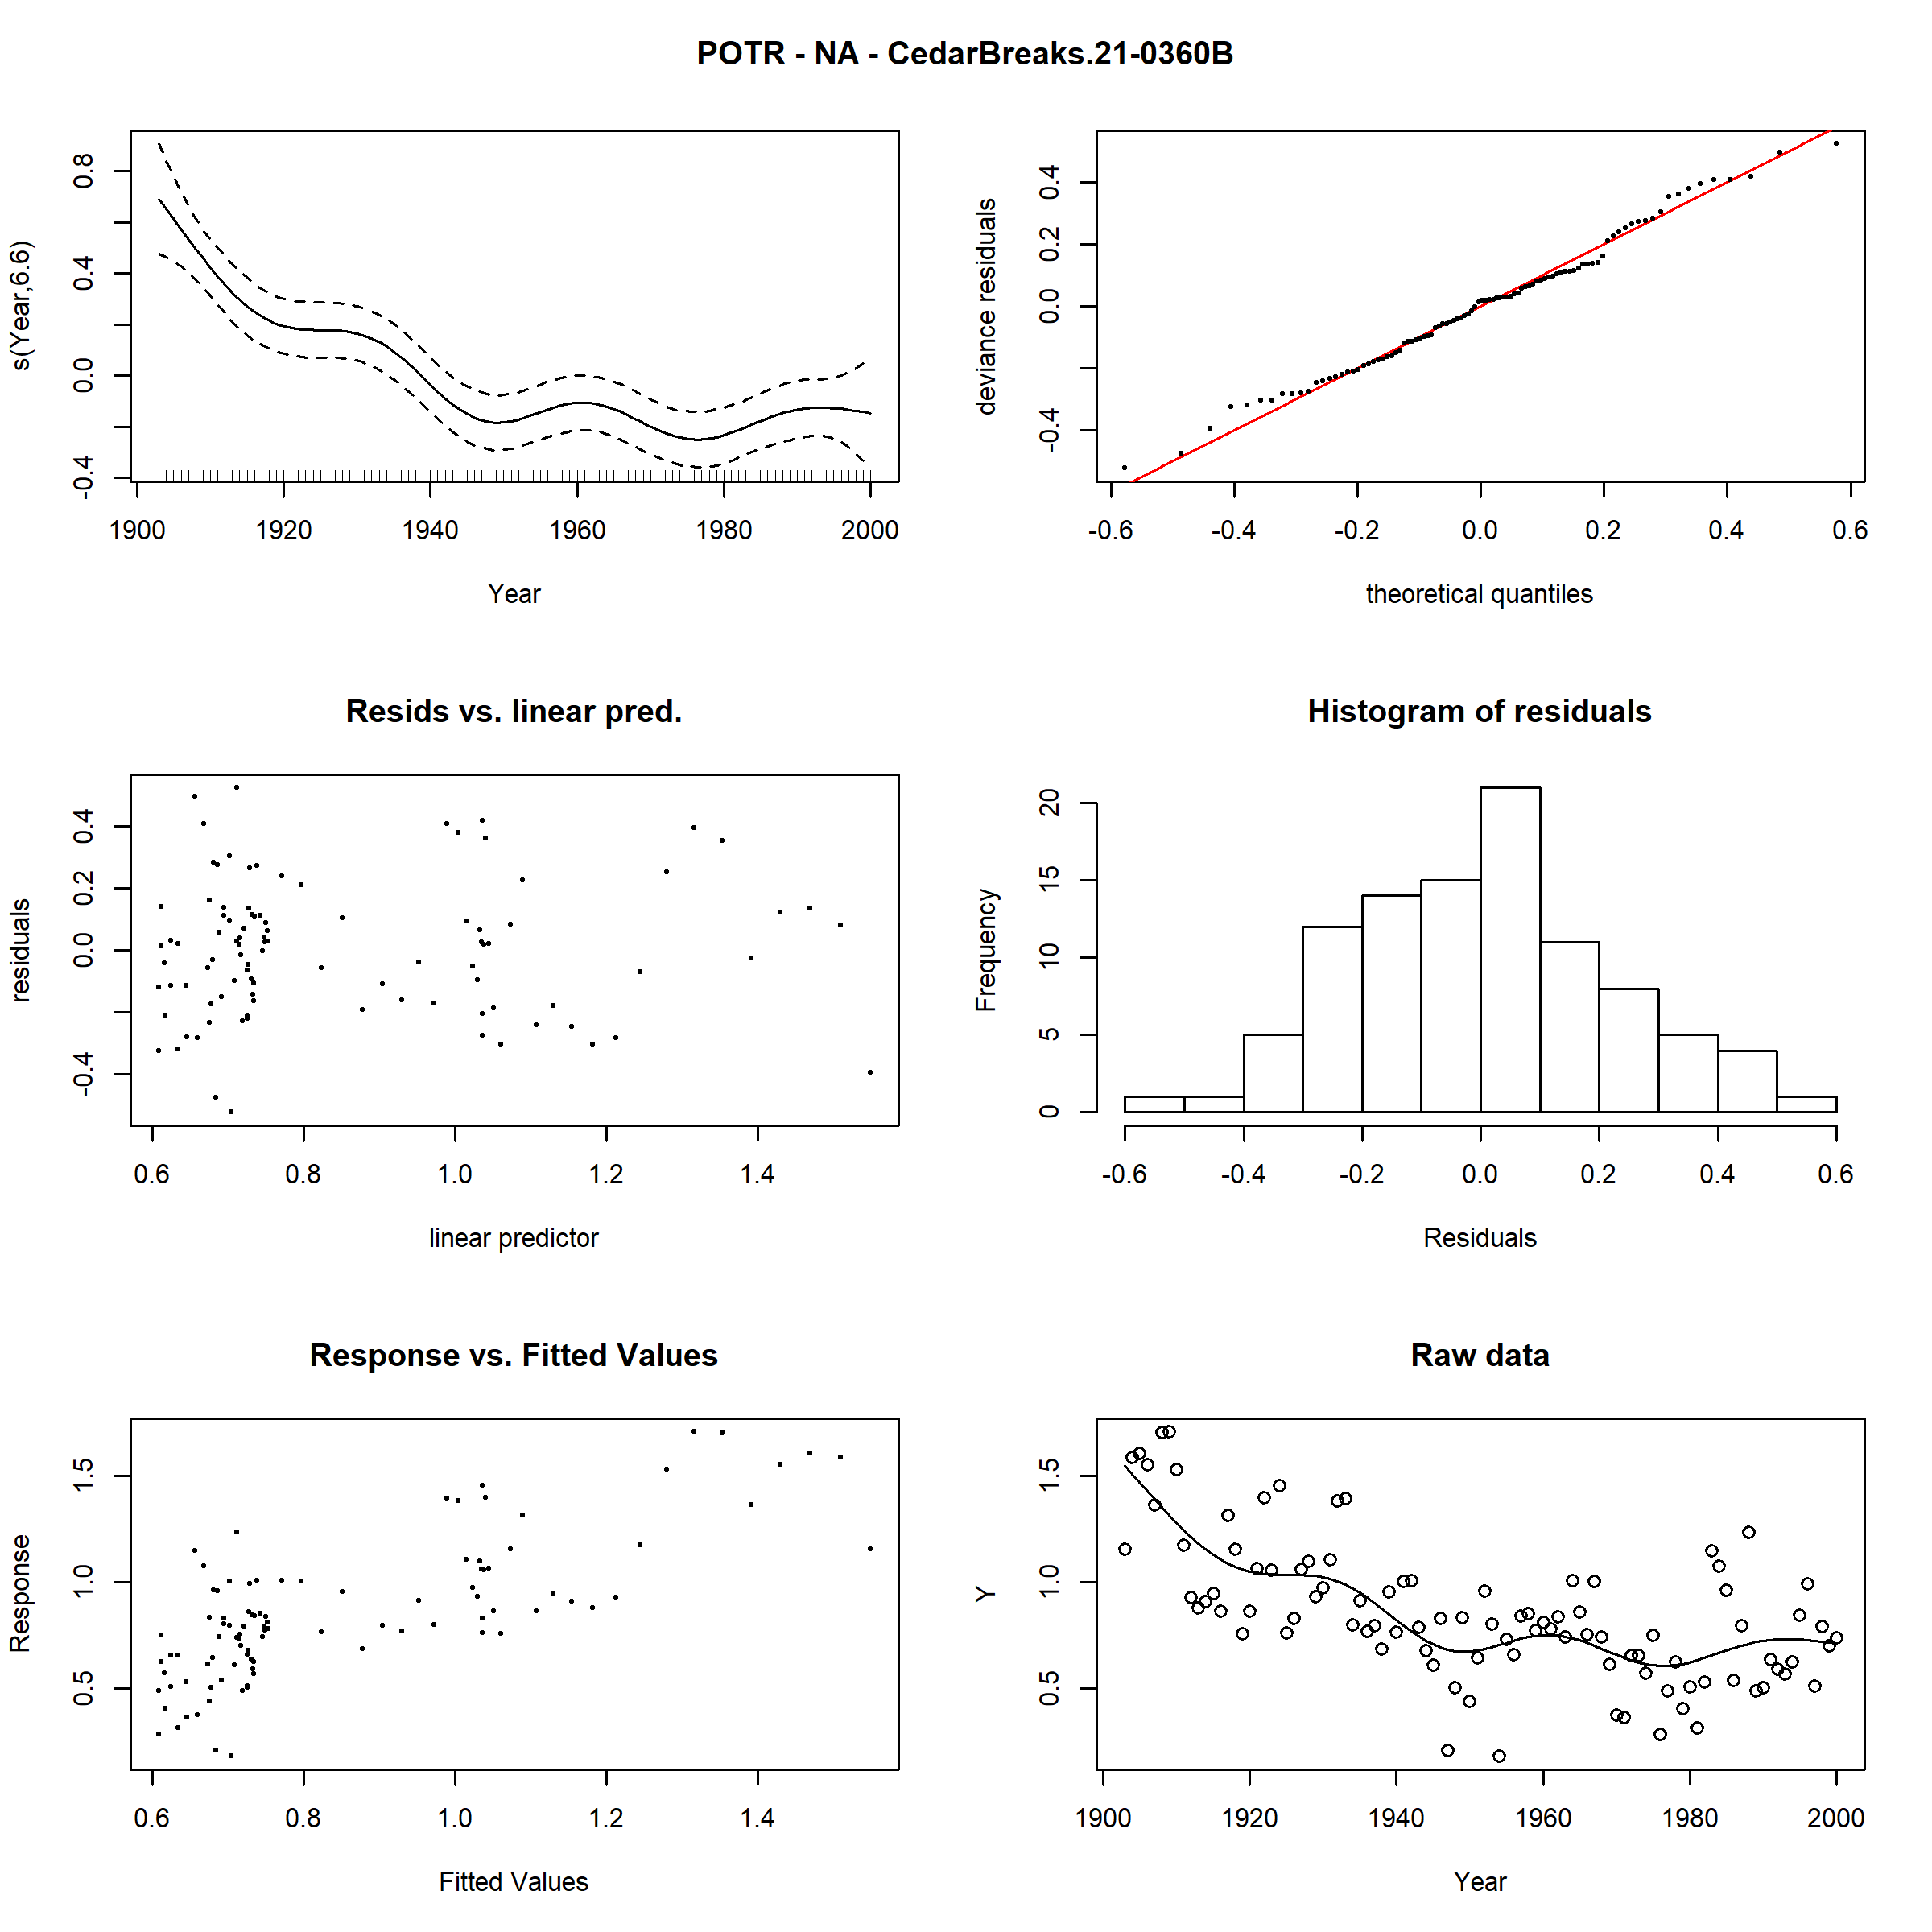 POTR - NA - CedarBreaks.21-0360B
s(Year,6.6)
0.8
0.4
0.0
-0.4
1900 1920 1940 1960 1980 2000
Year
deviance residuals
0.4
0.2
0.0
-0.4
-0.6 -0.4 -0.2 0.0 0.2 0.4 0.6
theoretical quantiles
Resids vs. linear pred.
residuals
0.4
0.2
0.0
-0.4
0.6 0.8 1.0 1.2 1.4
linear predictor
Histogram of residuals
Frequency
20
15
10
5
0
-0.6 -0.4 -0.2 0.0 0.2 0.4 0.6
Residuals
Response vs. Fitted Values
Response
1.5
1.0
0.5
0.6 0.8 1.0 1.2 1.4
Fitted Values
Raw data
Y
1.5
1.0
0.5
1900 1920 1940 1960 1980 2000
Year